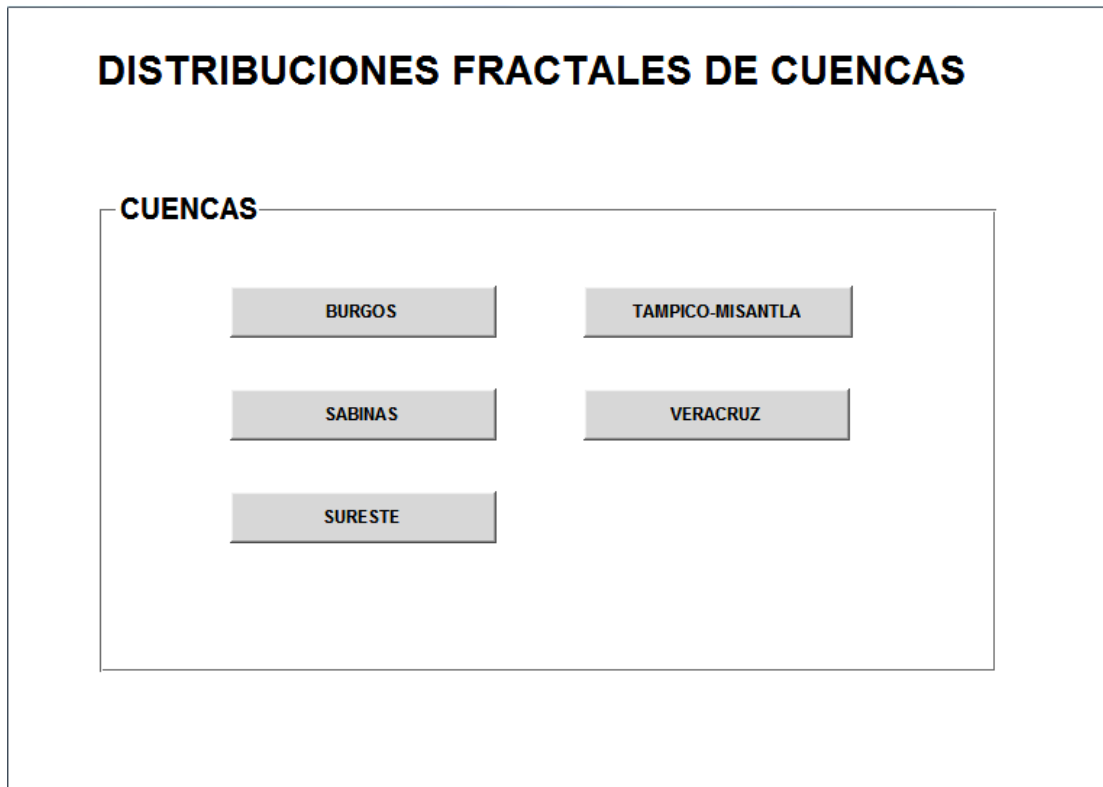 DISTRIBUCIONES FRACTALES DE CUENCAS
CUENCAS
BURGOS
TAMPICO-MISANTLA
SABINAS
VERACRUZ
SURESTE